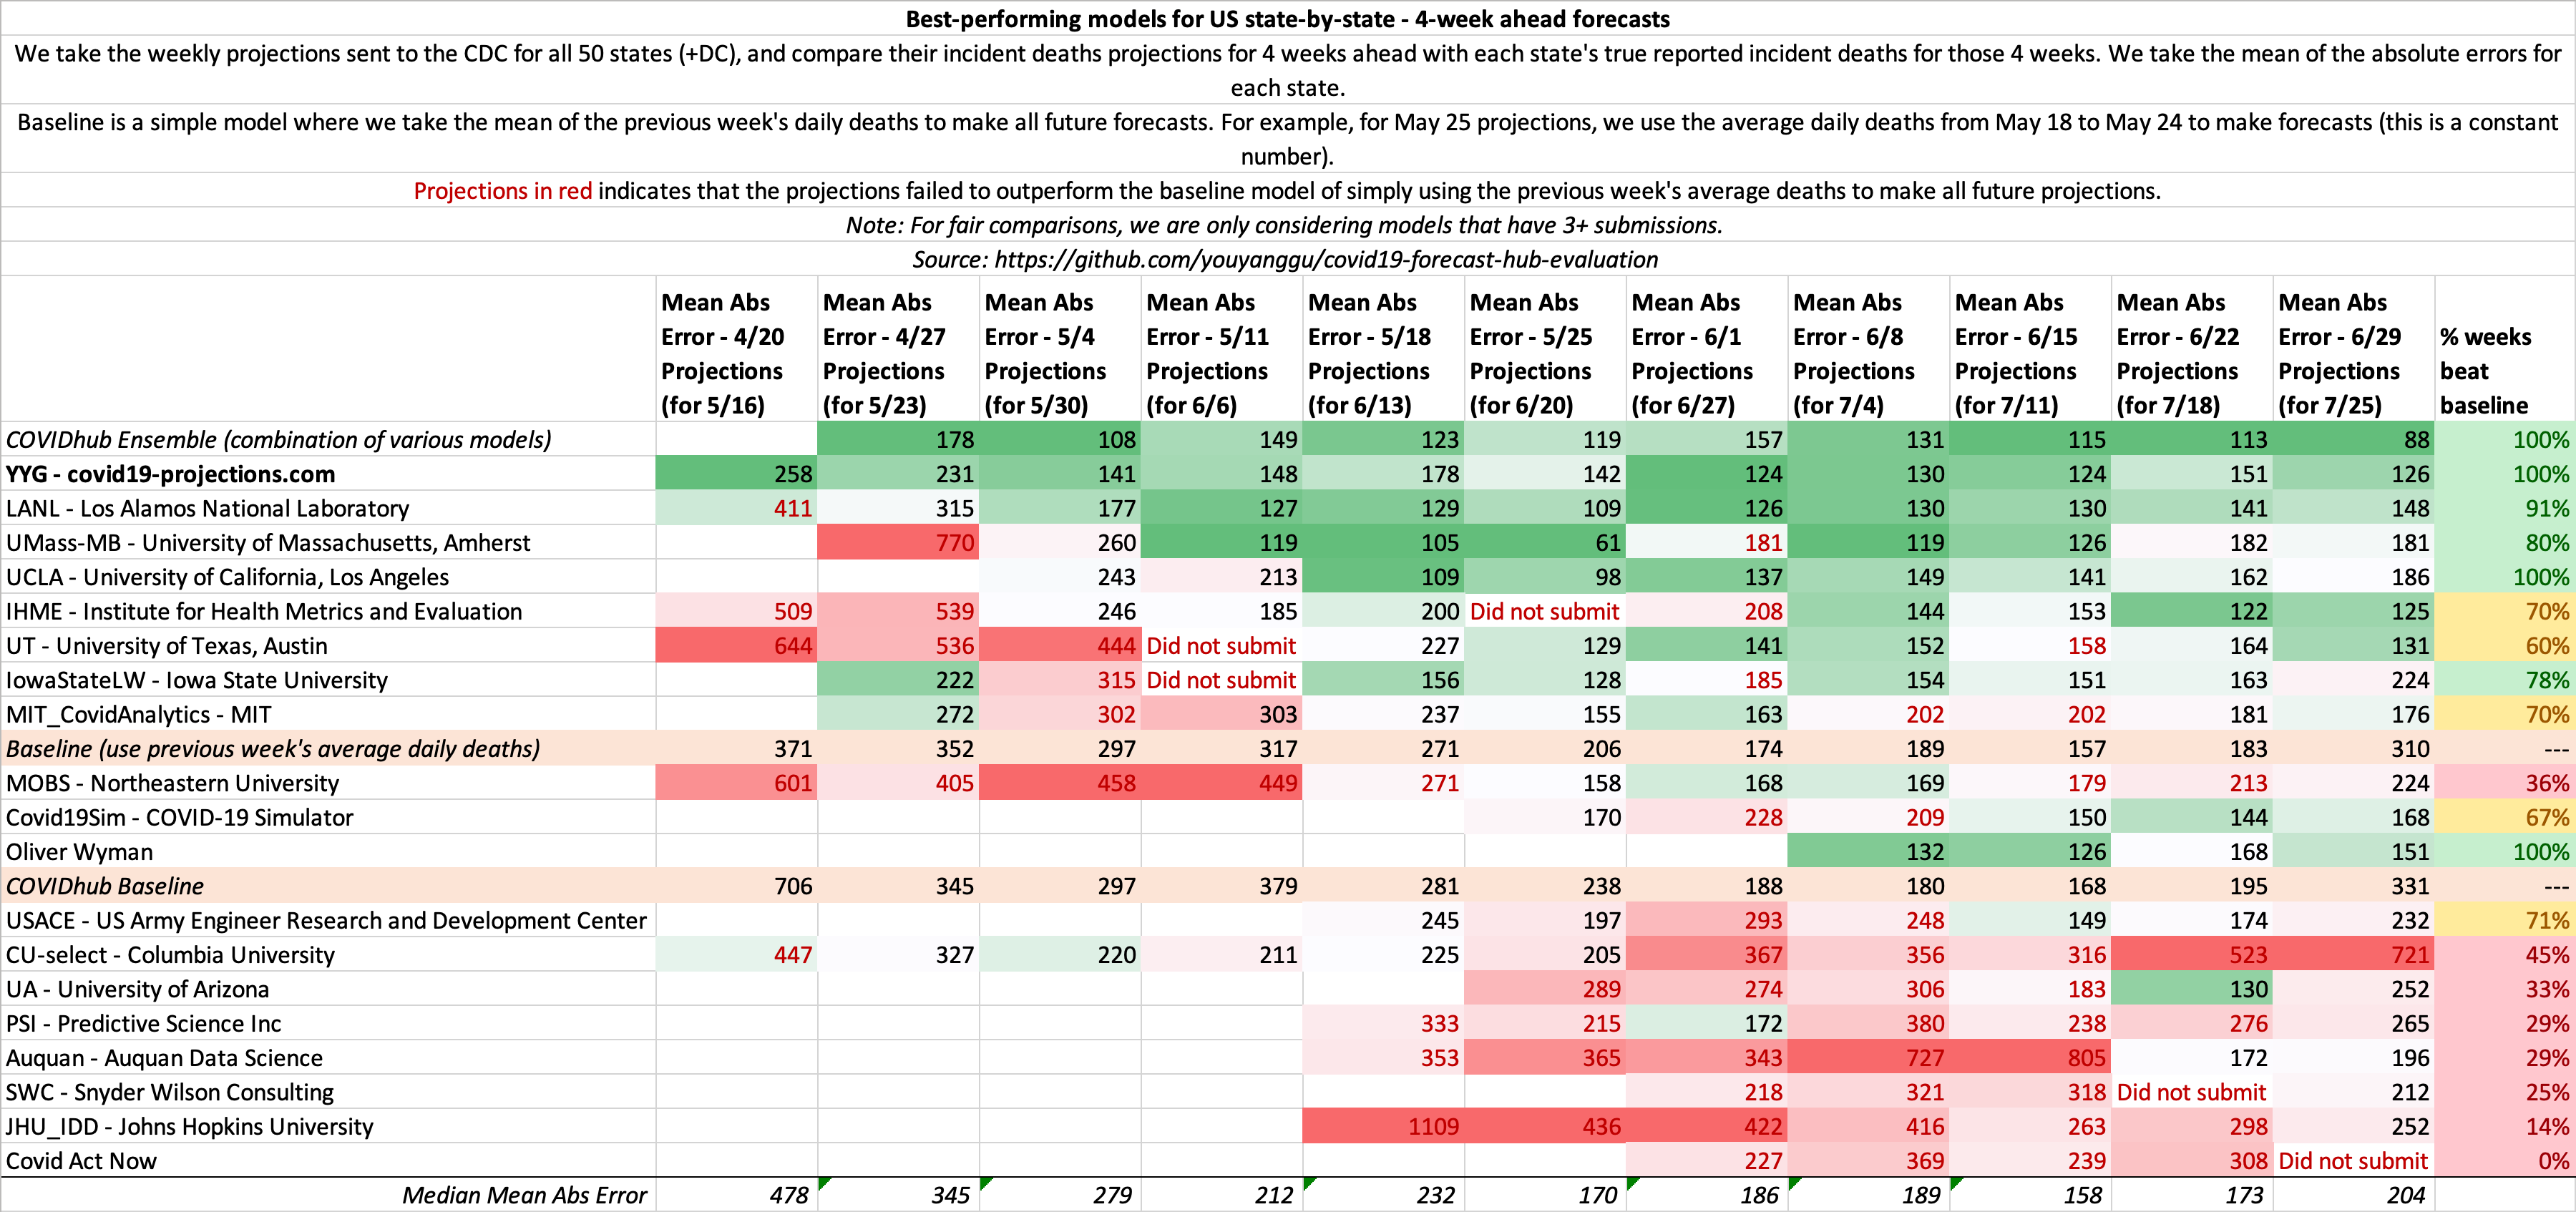 Best-performing models for US state-by-state - 4-week ahead forecasts
We take the weekly projections sent to the CDC for all 50 states (+DC), and compare their incident deaths projections for 4 weeks ahead with each state's true reported incident deaths for those 4 weeks. We take the mean of the absolute errors for
each state.
Baseline is a simple model where we take the mean of the previous week's daily deaths to make all future forecasts. For example, for May 25 projections, we use the average daily deaths from May 18 to May 24 to make forecasts (this is a constant
number).
Projections in red indicates that the projections failed to outperform the baseline model of simply using the previous week's average deaths to make all future projections.
Note: For fair comparisons, we are only considering models that have 3+ submissions.
Source: https://github.com/youyanggu/covid19-forecast-hub-evaluation
Mean Abs Mean Abs Mean Abs Mean Abs Mean Abs Mean Abs Mean Abs Mean Abs Mean Abs Mean Abs Mean Abs
Error - 4/20 Error - 4/27 Error - 5/4 Error - 5/11 Error - 5/18 Error - 5/25 Error - 6/1 Error - 6/8 Error - 6/15 Error - 6/22 Error - 6/29 % weeks
Projections Projections Projections Projections Projections Projections Projections Projections Projections Projections Projections beat
(for 5/16) (for 5/23) (for 5/30) (for 6/6) (for 6/13) (for 6/20) (for 6/27) (for 7/4) (for 7/11) (for 7/18) (for 7/25) baseline
COVIDhub Ensemble (combination of various models) 178 108 149 123 119 157 131 115 113 88 100%
YYG - covid19-projections.com 258 231 141 148 178 142 124 130 124 151 126 100%
LANL - Los Alamos National Laboratory 411 315 177 127 129 109 126 130 130 141 148 91%
UMass-MB - University of Massachusetts, Amherst 770 260 119 105 61 181 119 126 182 181 80%
UCLA - University of California, Los Angeles 243 213 109 98 137 149 141 162 186 100%
IHME - Institute for Health Metrics and Evaluation 509 539 246 185 200 Did not submit 208 144 153 122 125 70%
UT - University of Texas, Austin 644 536 444 Did not submit 227 129 141 152 158 164 131 60%
IowaStateLW - Iowa State University 222 315 Did not submit 156 128 185 154 151 163 224 78%
MIT_CovidAnalytics - MIT 272 302 303 237 155 163 202 202 181 176 70%
Baseline (use previous week's average daily deaths) 371 352 297 317 271 206 174 189 157 183 310 ---
MOBS - Northeastern University 601 405 458 449 271 158 168 169 179 213 224 36%
Covid19Sim - COVID-19 Simulator 170 228 209 150 144 168 67%
Oliver Wyman 132 126 168 151 100%
COVIDhub Baseline 706 345 297 379 281 238 188 180 168 195 331 ---
USACE - US Army Engineer Research and Development Center 245 197 293 248 149 174 232 71%
CU-select - Columbia University 447 327 220 211 225 205 367 356 316 523 721 45%
UA - University of Arizona 289 274 306 183 130 252 33%
PSI - Predictive Science Inc 333 215 172 380 238 276 265 29%
Auquan - Auquan Data Science 353 365 343 727 805 172 196 29%
SWC - Snyder Wilson Consulting 218 321 318 Did not submit 212 25%
JHU_IDD - Johns Hopkins University 1109 436 422 416 263 298 252 14%
Covid Act Now 227 369 239 308 Did not submit 0%
Median Mean Abs Error 478 345 279 212 232 170 186 189 158 173 204